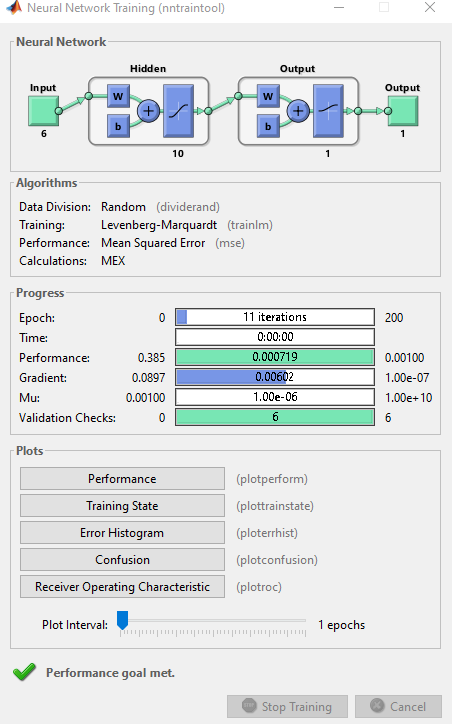 Neural Network Training (nntraintool)
Neural Network
Hidden Output
Input Output
W W
b b
+ +
6 1
10 1
Algorithms
Data Division: Random (dividerand)
Training: Levenberg-Marquardt (trainlm)
Performance: Mean Squared Error (mse)
Calculations: MEX
Progress
Epoch: 0 11 iterations 200
Time: 0:00:00
Performance: 0.385 0.000719 0.00100
Gradient: 0.0897 0.00602 1.00e-07
Mu: 0.00100 1.00e-06 1.00e+10
Validation Checks: 0 6 6
Plots
Performance (plotperform)
Training State (plottrainstate)
Error Histogram (ploterrhist)
Confusion (plotconfusion)
Receiver Operating Characteristic (plotroc)
Plot Interval: 1 epochs
Performance goal met.
Stop Training Cancel